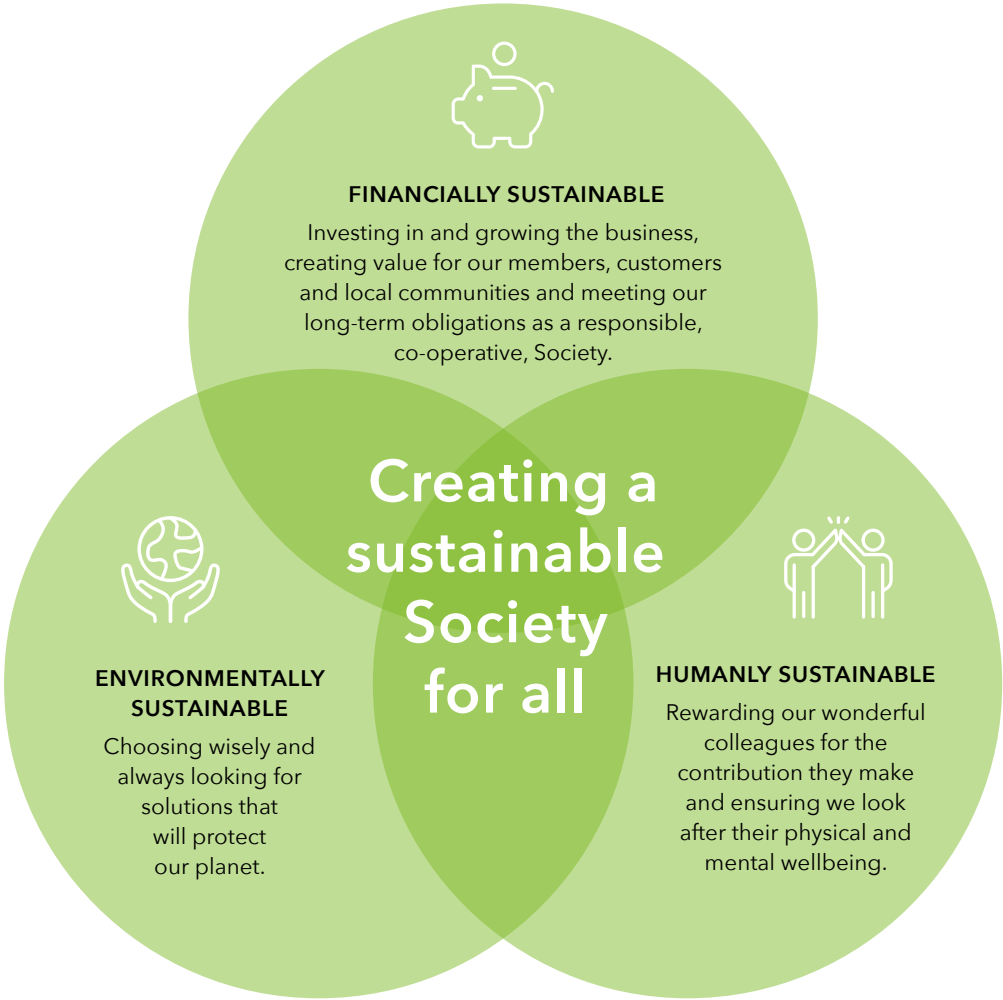 FINANCIALLY SUSTAINABLE
Investing in and growing the business,
creating value for our members, customers
and local communities and meeting our
long-term obligations as a responsible,
co-operative, Society.
Creating a
sustainable
Society
for all
ENVIRONMENTALLY
SUSTAINABLE
Choosing wisely and
always looking for
solutions that
will protect
our planet.
HUMANLY SUSTAINABLE
Rewarding our wonderful
colleagues for the
contribution they make
and ensuring we look
after their physical and
mental wellbeing.